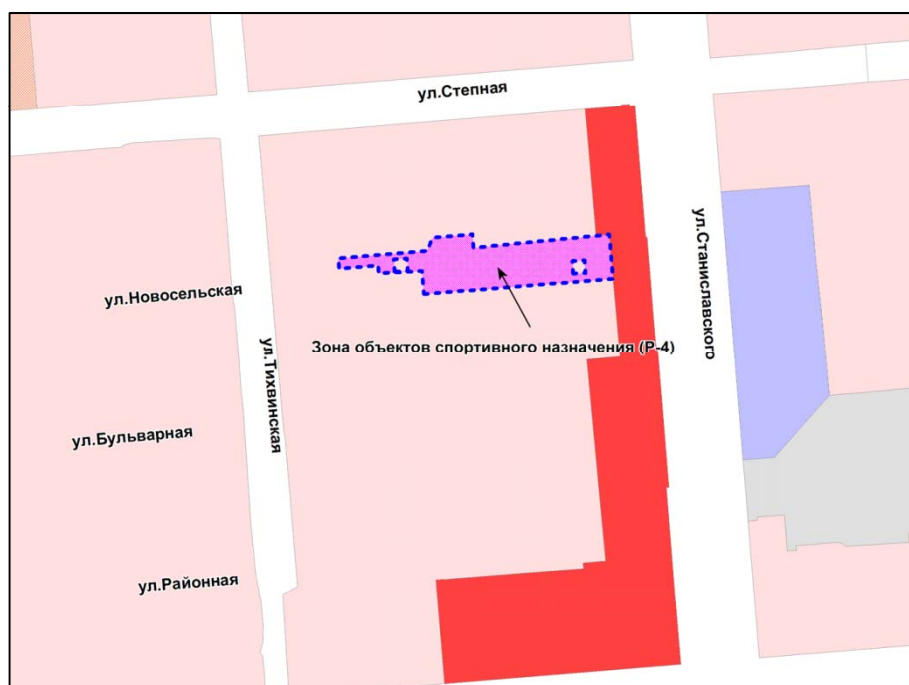 ул.Степная
ул.Станиславского
ул.Новосельская
ул.Тихвинская
Зона объектов спортивного назначения (Р-4)
ул.Бульварная
ул.Районная